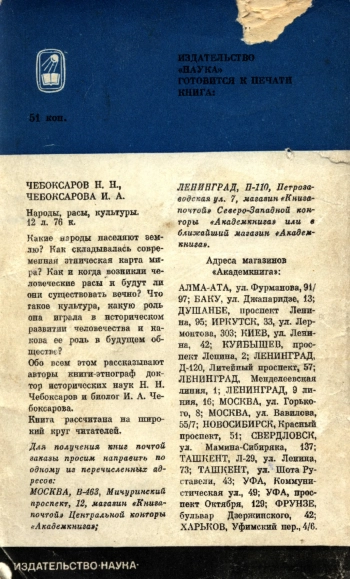 ИЗДАТЕЛЬСТВО
«НАУКА»
ГОТОВИТСЯ К ПЕЧАТИ
КНИГА:
51 коп.
ЧЕБОКСАРОВ Н. Н.,
ЧЕБОКСАРОВА И. А.
Народы, расы, культуры.
12 л. 76 к.
Какие народы населяют зем-
лю? Как складывалась совре-
менная этническая карта ми-
ра? Как и когда возникли че-
ловеческие расы и будут ли
они существовать вечно? Что
такое культура, какую роль
она играла в историческом
развитии человечества и ка-
кова ее роль в будущем об-
ществе?
Обо всем этом рассказывают
авторы книги-этнограф док-
тор исторических наук Н. Н.
Чебоксаров и биолог И. А. Че-
боксарова.
Книга рассчитана на широ-
кий круг читателей.
Для получения книг почтой
заказы просим направить по
одному из перечисленных ад-
ресов:
МОСКВА, В-463, Мичуринский
проспект, 12, магазин «Книга-
почтой» Центральной конторы
«Академкнига»;
ЛЕНИНГРАД, П-110, Петроза-
водская ул. 7, магазин «Книга-
почтой» Северо-Западной кон-
торы «Академкнига» или в
ближайший магазин «Академ-
книга».
Адреса магазинов
«Академкнига»:
АЛМА-АТА, ул. Фурманова, 91/
97; БАКУ, ул. Джапаридзе, 13;
ДУШАНБЕ, проспект Лени-
на, 95; ИРКУТСК, 33, ул. Лер-
монтова, 303; КИЕВ, ул. Лени-
на, 42; КУЙБЫШЕВ, прос-
пект Ленина, 2; ЛЕНИНГРАД,
Д-120, Литейный проспект, 57;
ЛЕНИНГРАД, Менделеевская
линия, 1; ЛЕНИНГРАД, 9 ли-
ния, 16; МОСКВА, ул. Горько-
го, 8; МОСКВА, ул. Вавилова,
55/7; НОВОСИБИРСК, Красный
проспект, 51; СВЕРДЛОВСК,
ул. Мамина-Сибиряка, 137;
ТАШКЕНТ, Л-29, ул. Ленина,
73; ТАШКЕНТ, ул. Шота Ру-
ставели, 43; УФА, Коммуни-
стическая ул., 49; УФА, прос-
пект Октября, 129; ФРУНЗЕ,
бульвар Дзержинского, 42;
ХАРЬКОВ, Уфимский пер., 4/6.
ИЗДАТЕЛЬСТВО·НАУКА·